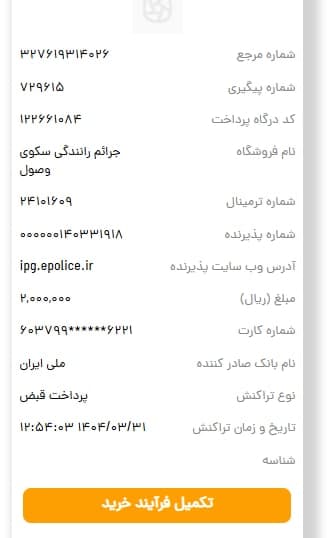 شماره مرجع ۳۲۷۶۱۹۳۱۴۰۲۶
شماره پیگیری ۷۲۹۶۱۵
کد درگاه پرداخت ۱۲۲۶۶۱۰۸۴
نام فروشگاه جرائم رانندگی سکوی
وصول
شماره ترمینال ۲۴۱۰۱۶۰۹
شماره پذیرنده ۰۰۰۰۰۰۱۴۰۳۳۱۹۱۸
آدرس وب سایت پذیرنده ipg.epolice.ir
مبلغ (ریال) ۲,۰۰۰,۰۰۰
شماره کارت ۶۰۳۷۹۹******۶۲۲۱
نام بانک صادر کننده ملی ایران
نوع تراکنش پرداخت قبض
تاریخ و زمان تراکنش ۱۴۰۴/۰۳/۳۱ ۱۲:۵۴:۰۳
شناسه
تکمیل فرآیند خرید